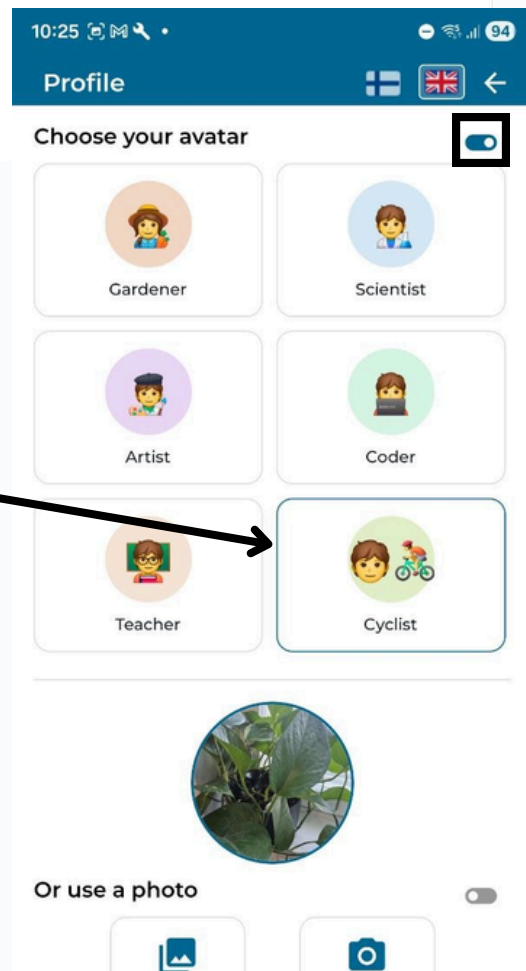 10:25 94
Profile
Choose your avatar
Gardener Scientist
Artist Coder
Teacher Cyclist
Or use a photo